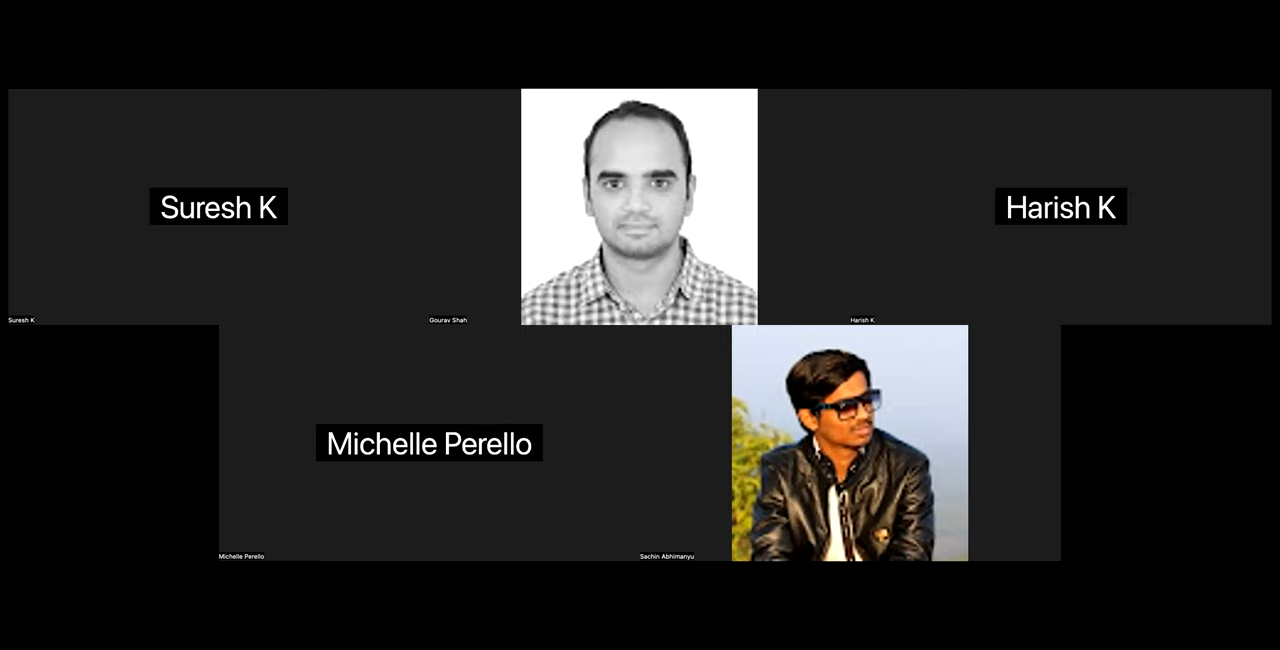 Suresh K
Harish K
Suresh K
Gourav Shah
Harish K
Michelle Perello
Michelle Perello
Sachin Abhimanyu